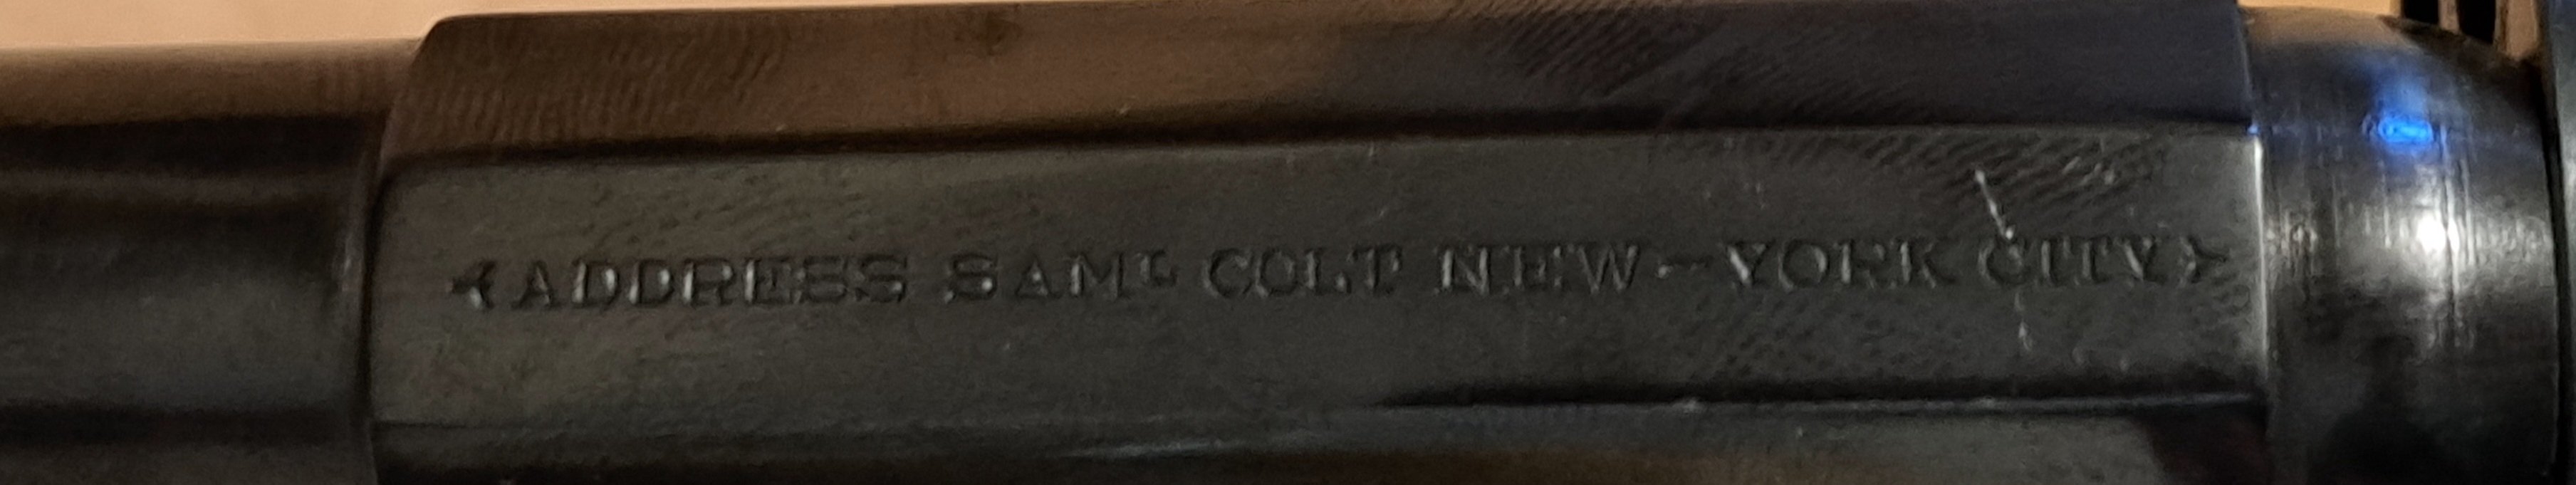 ADDRESS SAMᴸ COLT NEW-YORK CITY